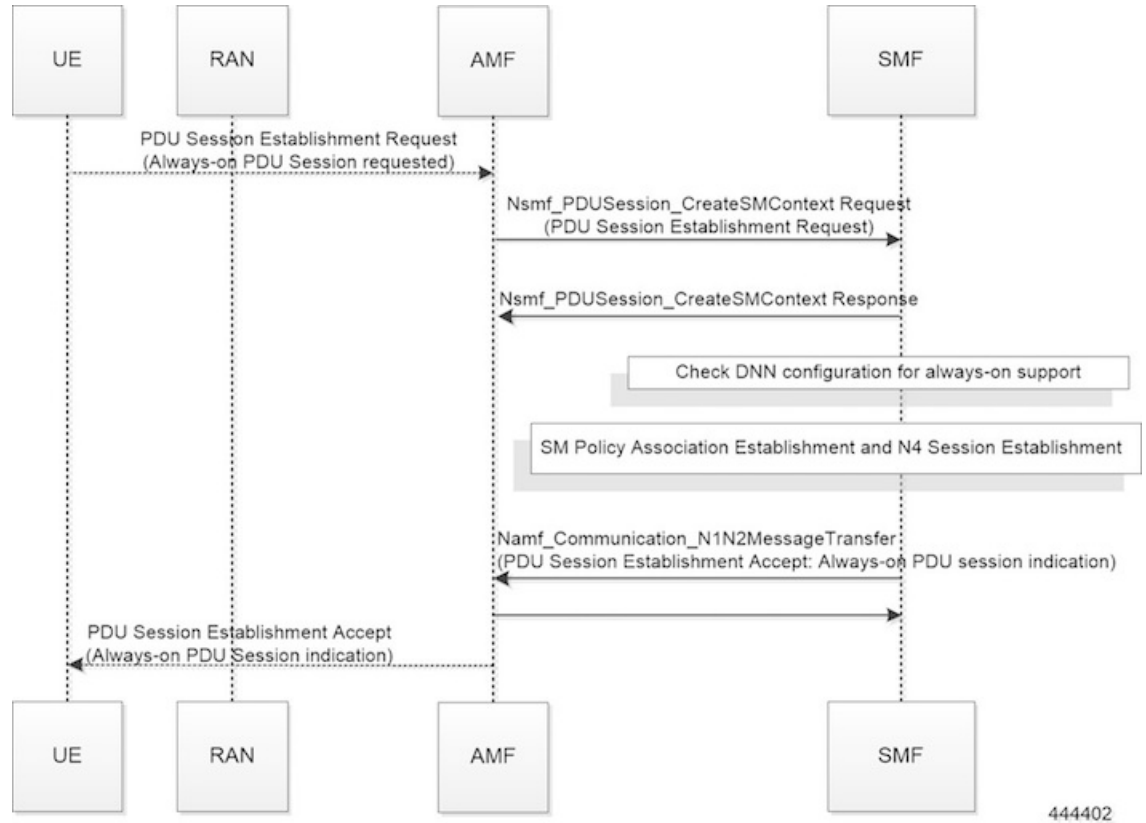 UE
RAN
AMF
SMF
PDU Session Establishment Request
(Always-on PDU Session requested)
Nsmf_PDUSession_CreateSMContext Request
(PDU Session Establishment Request)
Nsmf_PDUSession_CreateSMContext Response
Check DNN configuration for always-on support
SM Policy Association Establishment and N4 Session Establishment
Namf_Communication_N1N2MessageTransfer
(PDU Session Establishment Accept: Always-on PDU session indication)
PDU Session Establishment Accept
(Always-on PDU Session indication)
UE
RAN
AMF
SMF
444402